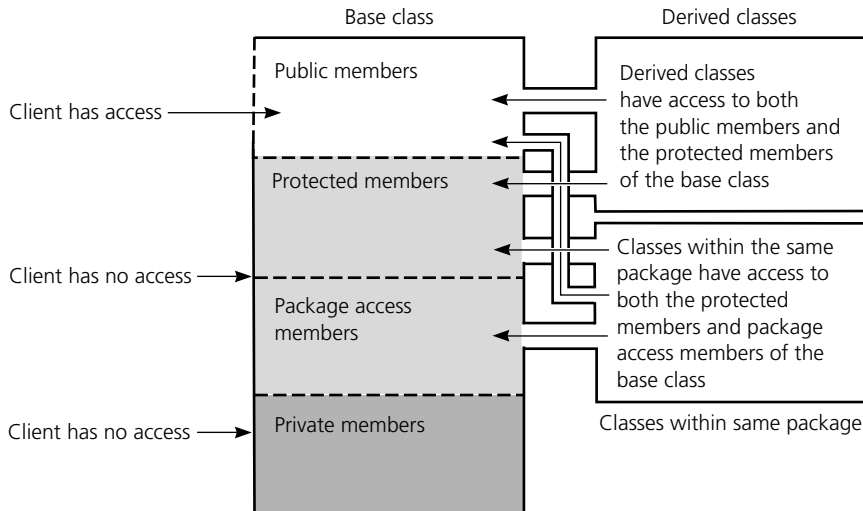 Base class
Derived classes
Public members
Client has access
Derived classes
have access to both
the public members and
the protected members
of the base class
Protected members
Client has no access
Classes within the same
package have access to
both the protected
members and package
access members of the
base class
Package access
members
Client has no access
Private members
Classes within same package